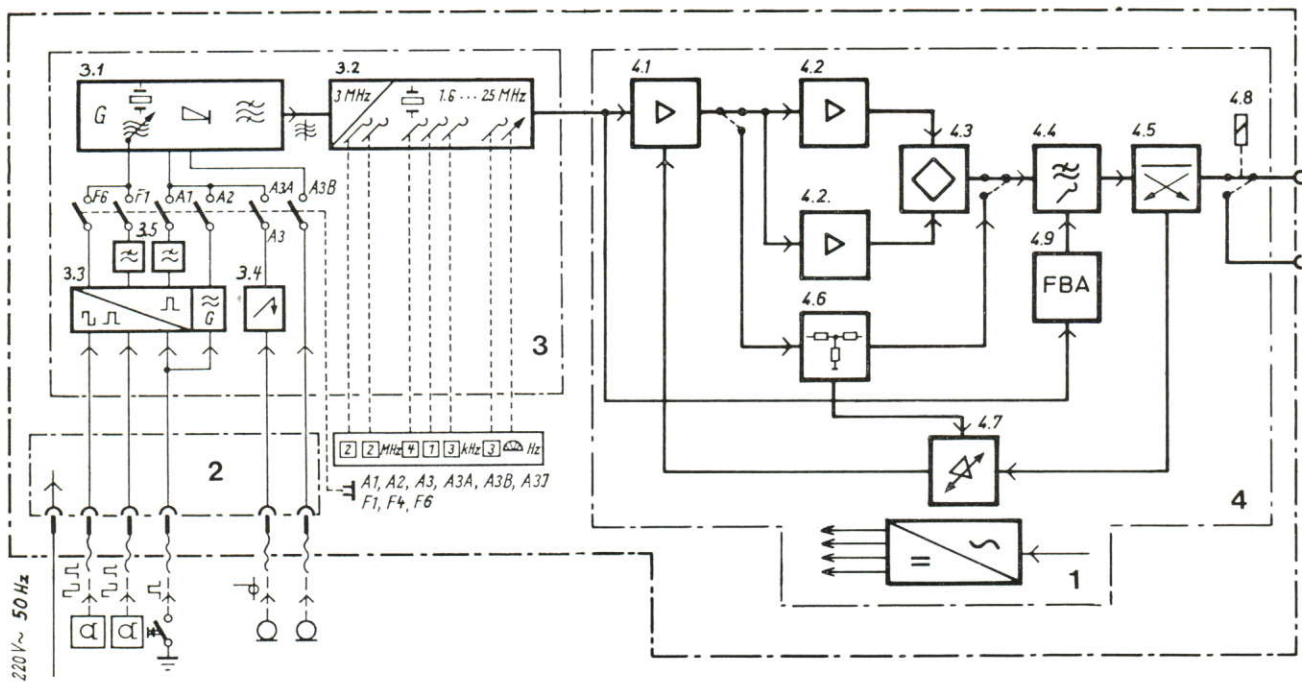 3.1
G
3.2
3 MHz
1.6 ... 25 MHz
F6
F1
A1
A2
A3A
A3B
A3
3.5
3.3
G
3.4
3
2
2 2 MHz 4 1 3 kHz 3 Hz
A1, A2, A3, A3A, A3B, A3J
F1, F4, F6
220V~ 50Hz
4.1
4.2
4.2.
4.3
4.4
4.5
4.6
4.7
4.8
4.9
FBA
4
1